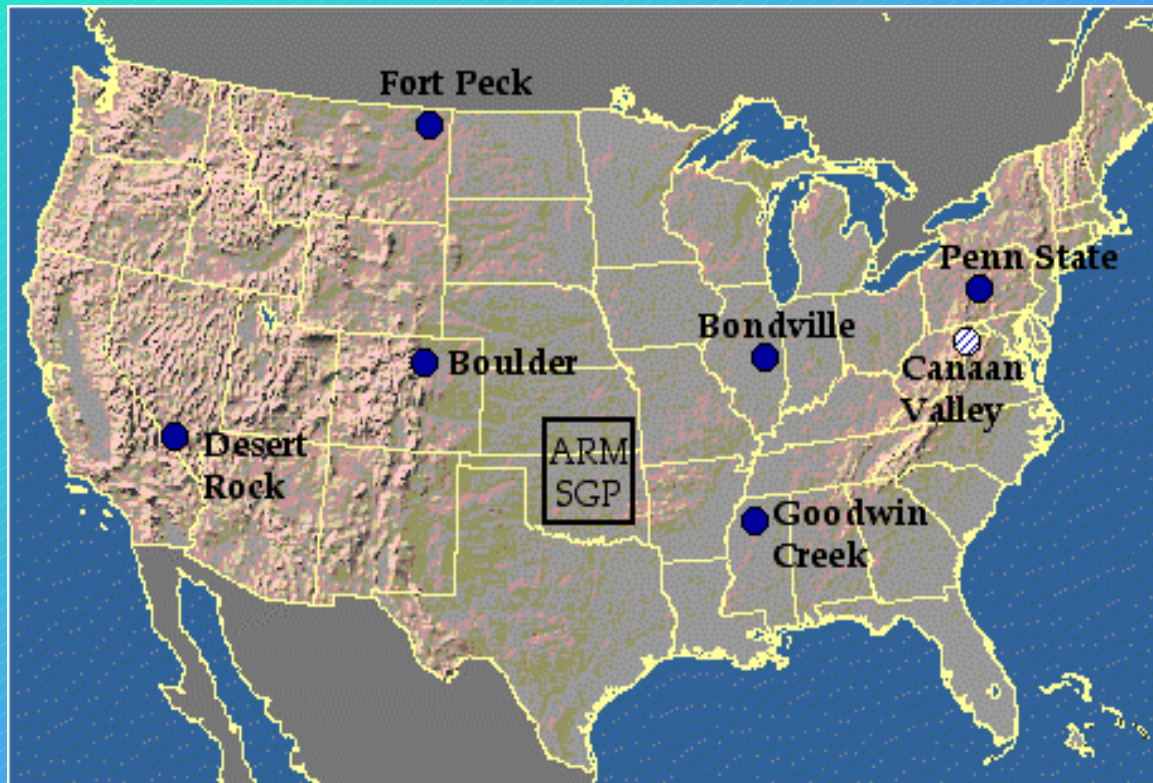 Fort Peck
Penn State
Bondville
Boulder
Canaan
Valley
Desert
Rock
ARM
SGP
Goodwin
Creek